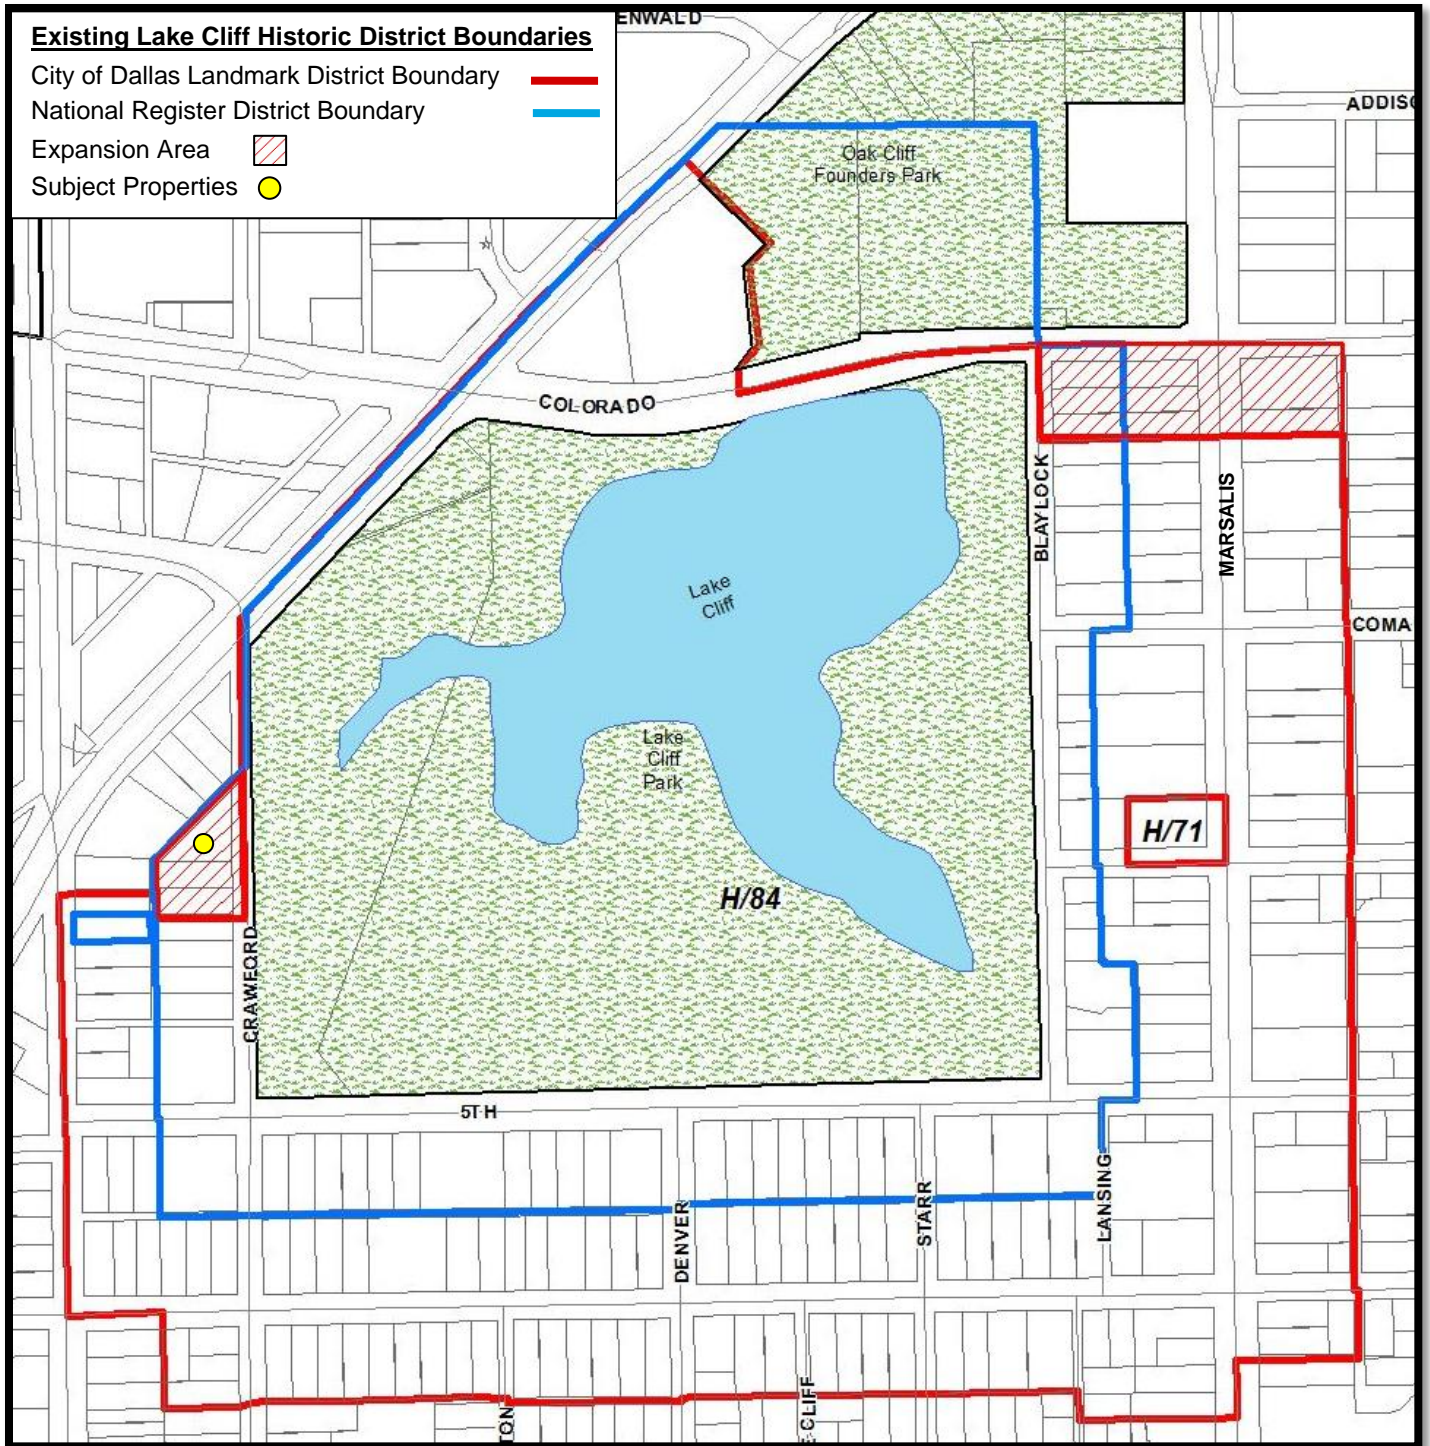 Existing Lake Cliff Historic District Boundaries
City of Dallas Landmark District Boundary
National Register District Boundary
Expansion Area
Subject Properties
ENWALD
ADDISO
Oak Cliff
Founders Park
COLORADO
BLAYLOCK
MARSALIS
Lake
Cliff
COMA
Lake
Cliff
Park
H/71
H/84
CRAWFORD
5TH
DENVER
STARR
LANSING
TON
E CLIFF